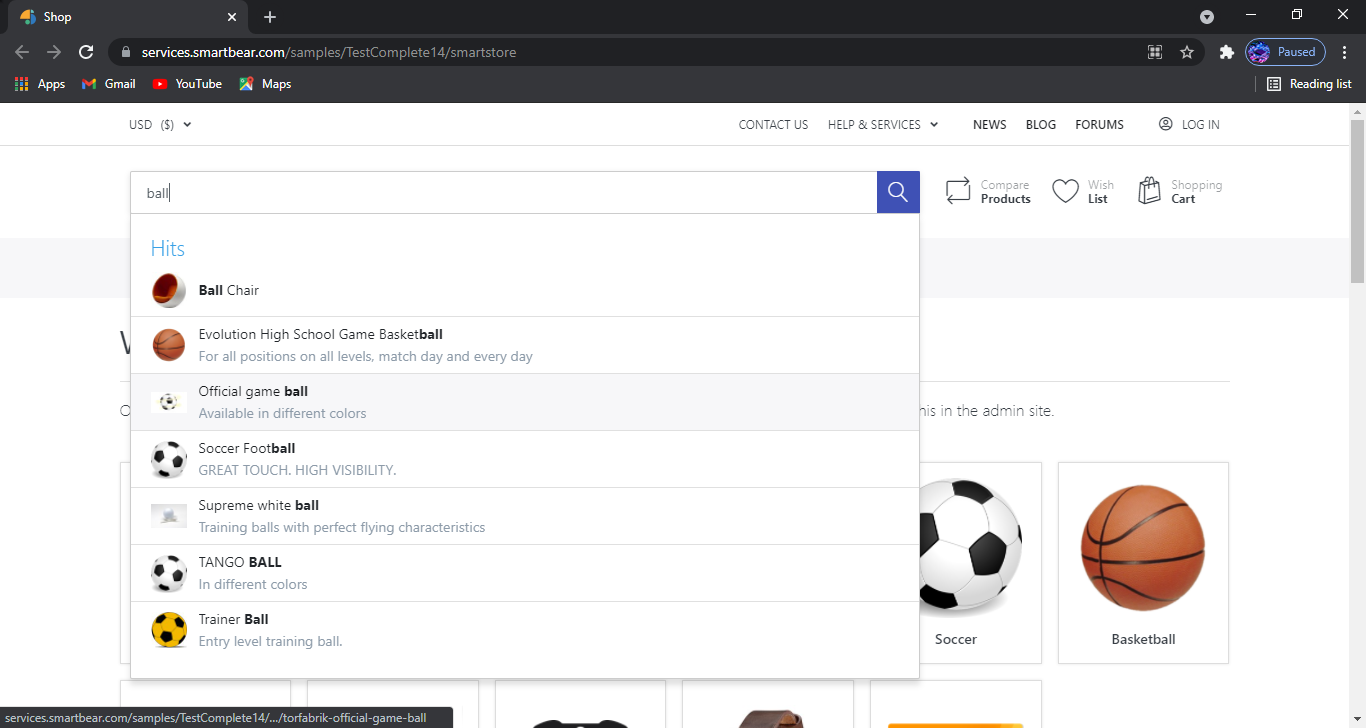 Shop
services.smartbear.com/samples/TestComplete14/smartstore
Paused
Apps Gmail YouTube Maps Reading list
USD ($) CONTACT US HELP & SERVICES NEWS BLOG FORUMS LOG IN
ball
Compare
Products
Wish
List
Shopping
Cart
Hits
Ball Chair
Evolution High School Game Basketball
For all positions on all levels, match day and every day
Official game ball
Available in different colors
his in the admin site.
Soccer Football
GREAT TOUCH. HIGH VISIBILITY.
Supreme white ball
Training balls with perfect flying characteristics
TANGO BALL
In different colors
Trainer Ball
Entry level training ball.
Soccer
Basketball
services.smartbear.com/samples/TestComplete14/.../torfabrik-official-game-ball